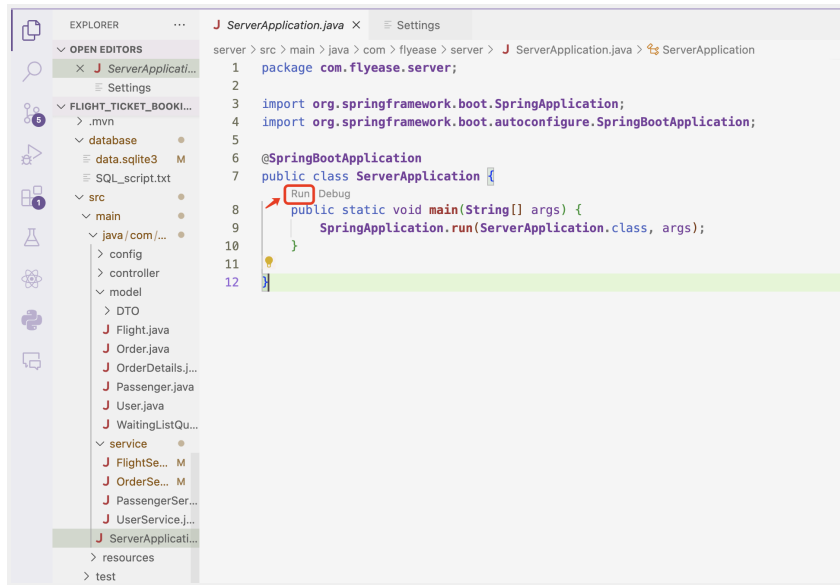 EXPLORER
...
OPEN EDITORS
ServerApplicati...
Settings
FLIGHT_TICKET_BOOKI...
.mvn
database
data.sqlite3 M
SQL_script.txt
src
main
java/com/...
config
controller
model
DTO
Flight.java
Order.java
OrderDetails.j...
Passenger.java
User.java
WaitingListQu...
service
FlightSe... M
OrderSe... M
PassengerSer...
UserService.j...
ServerApplicati...
resources
test
5
1
ServerApplication.java
Settings
server > src > main > java > com > flyease > server > J ServerApplication.java > ServerApplication
1 package com.flyease.server;
2
3 import org.springframework.boot.SpringApplication;
4 import org.springframework.boot.autoconfigure.SpringBootApplication;
5
6 @SpringBootApplication
7 public class ServerApplication {
Run Debug
8 public static void main(String[] args) {
9 SpringApplication.run(ServerApplication.class, args);
10 }
11
12 }